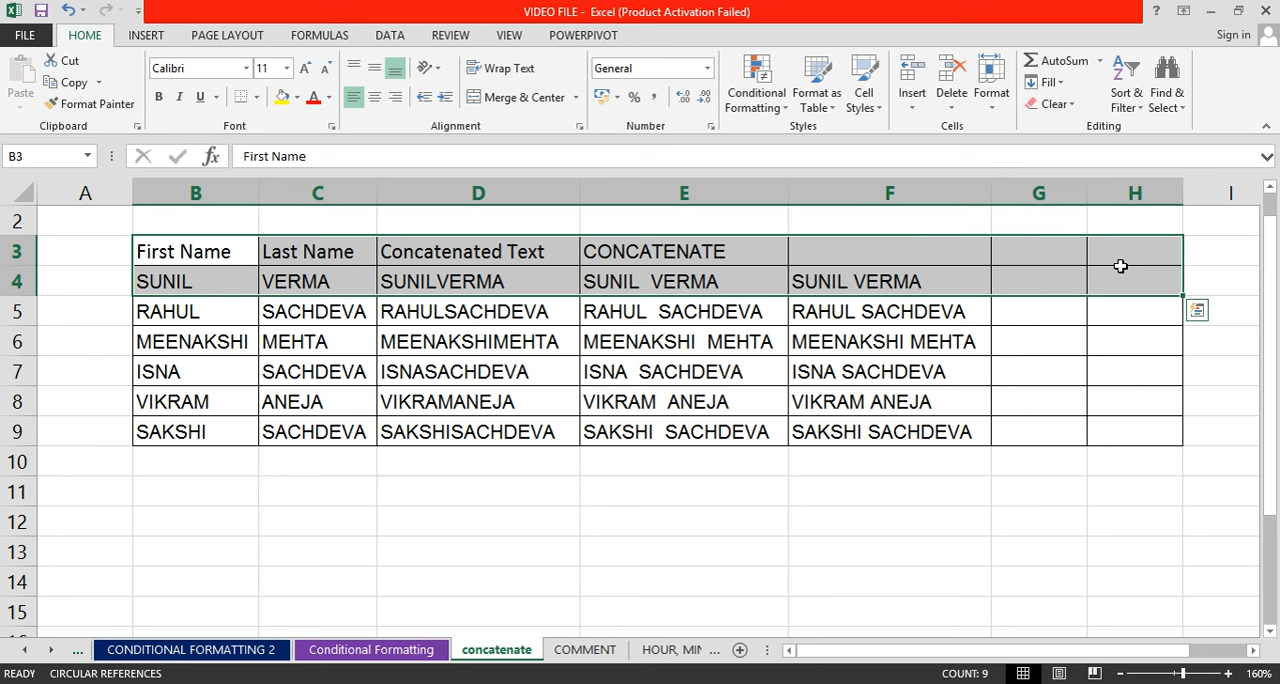 VIDEO FILE - Excel (Product Activation Failed)
?
FILE HOME INSERT PAGE LAYOUT FORMULAS DATA REVIEW VIEW POWERPIVOT Sign in
Paste
Cut
Copy
Format Painter
Clipboard
Calibri 11
B I U
Font
Wrap Text
Merge & Center
Alignment
General
%
Number
Conditional Formatting
Format as Table
Cell Styles
Styles
Insert
Delete
Format
Cells
AutoSum
Fill
Clear
Sort & Filter
Find & Select
Editing
B3 fx First Name
A B C D E F G H I
2
3 First Name Last Name Concatenated Text CONCATENATE
4 SUNIL VERMA SUNILVERMA SUNIL  VERMA SUNIL VERMA
5 RAHUL SACHDEVA RAHULSACHDEVA RAHUL  SACHDEVA RAHUL SACHDEVA
6 MEENAKSHI MEHTA MEENAKSHIMEHTA MEENAKSHI  MEHTA MEENAKSHI MEHTA
7 ISNA SACHDEVA ISNASACHDEVA ISNA  SACHDEVA ISNA SACHDEVA
8 VIKRAM ANEJA VIKRAMANEJA VIKRAM  ANEJA VIKRAM ANEJA
9 SAKSHI SACHDEVA SAKSHISACHDEVA SAKSHI  SACHDEVA SAKSHI SACHDEVA
10
11
12
13
14
15
... CONDITIONAL FORMATTING 2 Conditional Formatting concatenate COMMENT HOUR, MIN ...
READY CIRCULAR REFERENCES COUNT: 9 160%